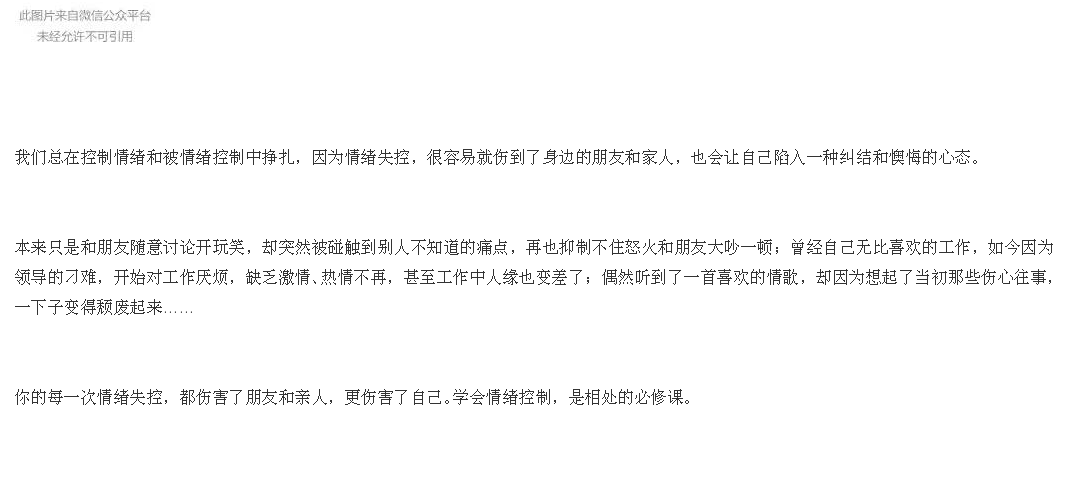 此图片来自微信公众平台
未经允许不可引用
我们总在控制情绪和被情绪控制中挣扎，因为情绪失控，很容易就伤到了身边的朋友和家人，也会让自己陷入一种纠结和懊悔的心态。
本来只是和朋友随意讨论开玩笑，却突然被碰触到别人不知道的痛点，再也抑制不住怒火和朋友大吵一顿；曾经自己无比喜欢的工作，如今因为
领导的刁难，开始对工作厌烦，缺乏激情、热情不再，甚至工作中人缘也变差了；偶然听到了一首喜欢的情歌，却因为想起了当初那些伤心往事，
一下子变得颓废起来……
你的每一次情绪失控，都伤害了朋友和亲人，更伤害了自己。学会情绪控制，是相处的必修课。